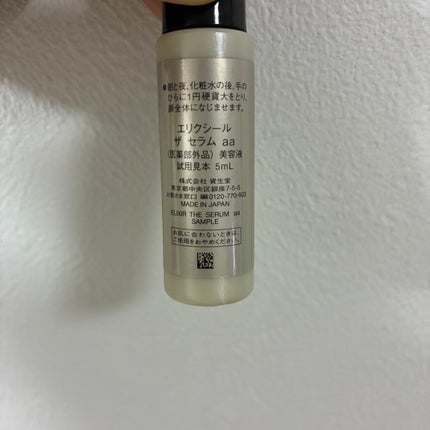 ●朝と夜、化粧水の後、手の
ひらに1円硬貨大をとり、
顔全体になじませます。
エリクシール
ザ セラム aa
(医薬部外品) 美容液
試用見本 5mL
株式会社 資生堂
東京都中央区銀座7-5-5
お客さま窓口 0120-770-933
MADE IN JAPAN
ELIXIR THE SERUM aa
SAMPLE
お肌に合わないときは、
ご使用をおやめください。